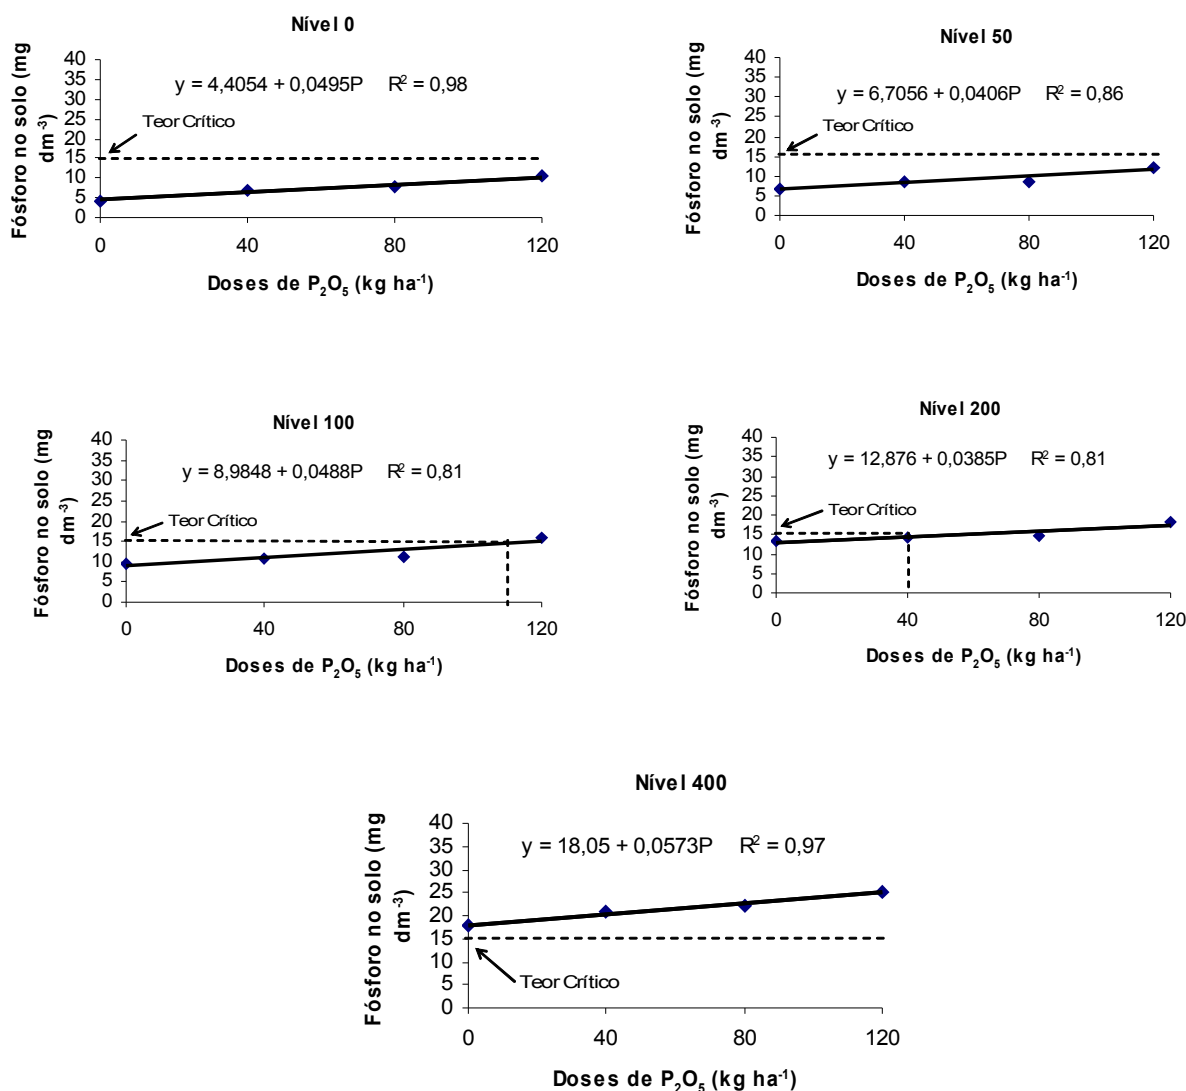 Nível 0
Fósforo no solo (mg
dm⁻³)
40
35
30
25
20
15
10
5
0
y = 4,4054 + 0,0495P R² = 0,98
Teor Crítico
0 40 80 120
Doses de P₂O₅ (kg ha⁻¹)
Nível 50
Fósforo no solo (mg
dm⁻³)
40
35
30
25
20
15
10
5
0
y = 6,7056 + 0,0406P R² = 0,86
Teor Crítico
0 40 80 120
Doses de P₂O₅ (kg ha⁻¹)
Nível 100
Fósforo no solo (mg
dm⁻³)
40
35
30
25
20
15
10
5
0
y = 8,9848 + 0,0488P R² = 0,81
Teor Crítico
0 40 80 120
Doses de P₂O₅ (kg ha⁻¹)
Nível 200
Fósforo no solo (mg
dm⁻³)
40
35
30
25
20
15
10
5
0
y = 12,876 + 0,0385P R² = 0,81
Teor Crítico
0 40 80 120
Doses de P₂O₅ (kg ha⁻¹)
Nível 400
Fósforo no solo (mg
dm⁻³)
40
35
30
25
20
15
10
5
0
y = 18,05 + 0,0573P R² = 0,97
Teor Crítico
0 40 80 120
Doses de P₂O₅ (kg ha⁻¹)